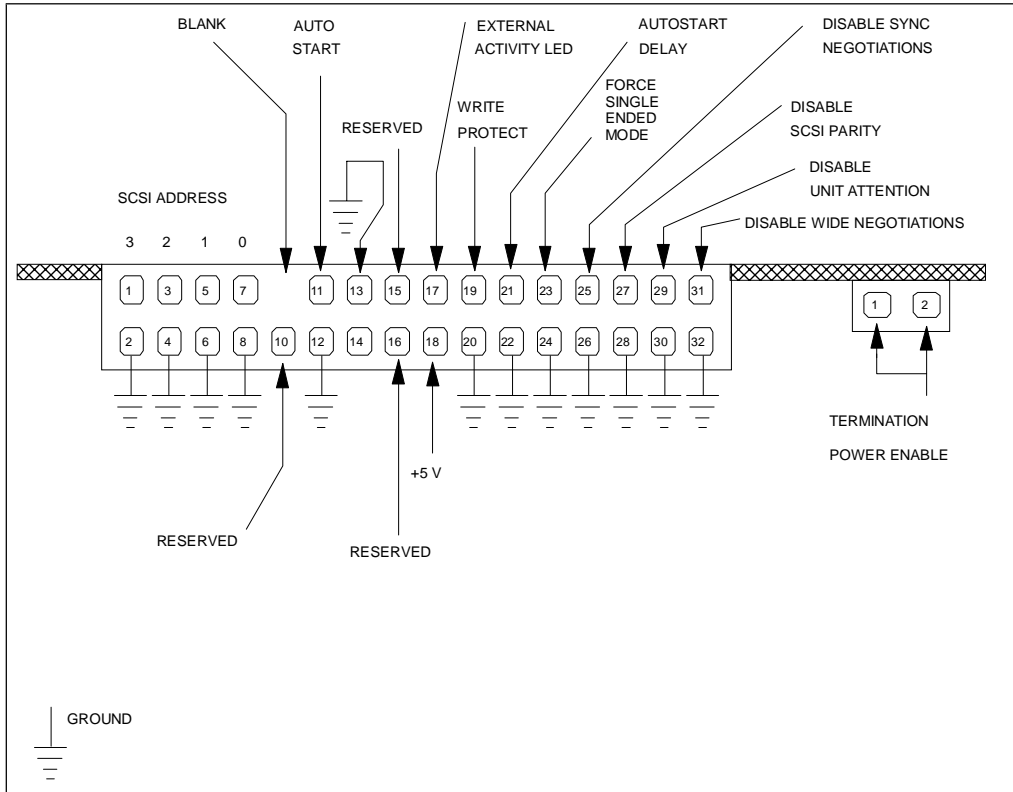 BLANK
AUTO
START
EXTERNAL
ACTIVITY LED
AUTOSTART
DELAY
DISABLE SYNC
NEGOTIATIONS
RESERVED
WRITE
PROTECT
FORCE
SINGLE
ENDED
MODE
DISABLE
SCSI PARITY
DISABLE
UNIT ATTENTION
SCSI ADDRESS
DISABLE WIDE NEGOTIATIONS
3 2 1 0
1 3 5 7 11 13 15 17 19 21 23 25 27 29 31
2 4 6 8 10 12 14 16 18 20 22 24 26 28 30 32
1 2
TERMINATION
POWER ENABLE
+5 V
RESERVED
RESERVED
GROUND